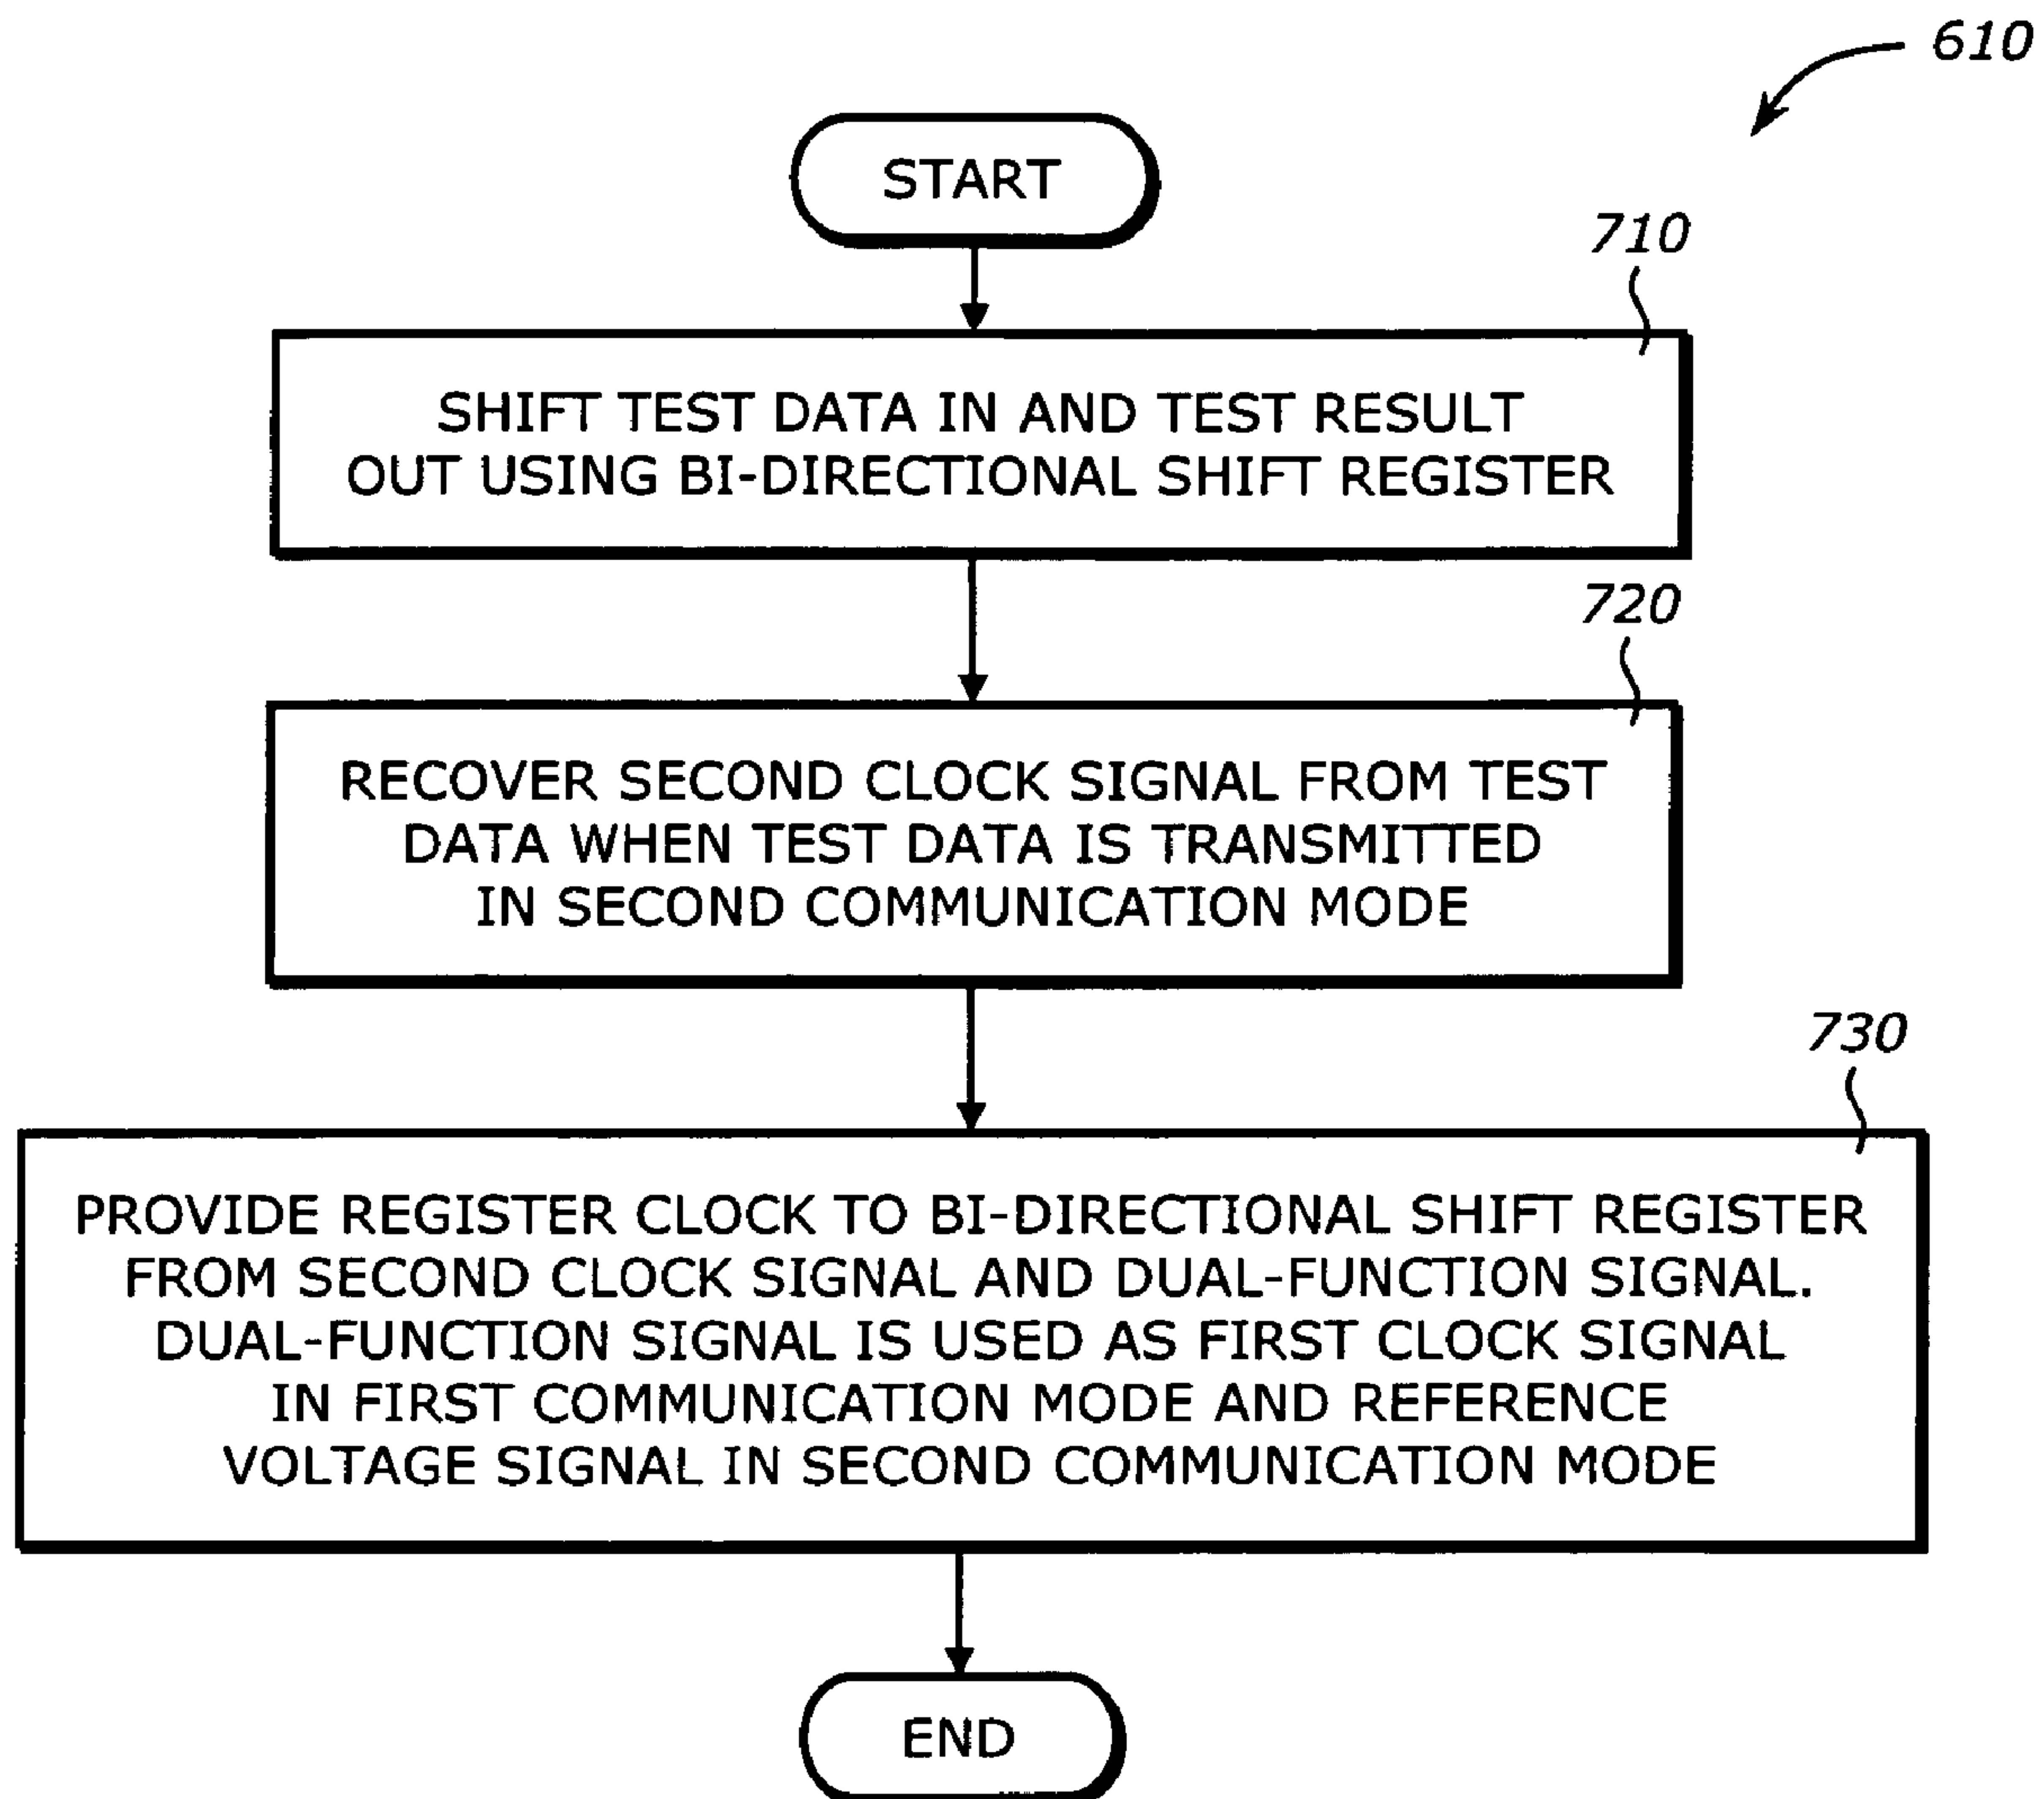 610
START
710
SHIFT TEST DATA IN AND TEST RESULT
OUT USING BI-DIRECTIONAL SHIFT REGISTER
720
RECOVER SECOND CLOCK SIGNAL FROM TEST
DATA WHEN TEST DATA IS TRANSMITTED
IN SECOND COMMUNICATION MODE
730
PROVIDE REGISTER CLOCK TO BI-DIRECTIONAL SHIFT REGISTER
FROM SECOND CLOCK SIGNAL AND DUAL-FUNCTION SIGNAL.
DUAL-FUNCTION SIGNAL IS USED AS FIRST CLOCK SIGNAL
IN FIRST COMMUNICATION MODE AND REFERENCE
VOLTAGE SIGNAL IN SECOND COMMUNICATION MODE
END